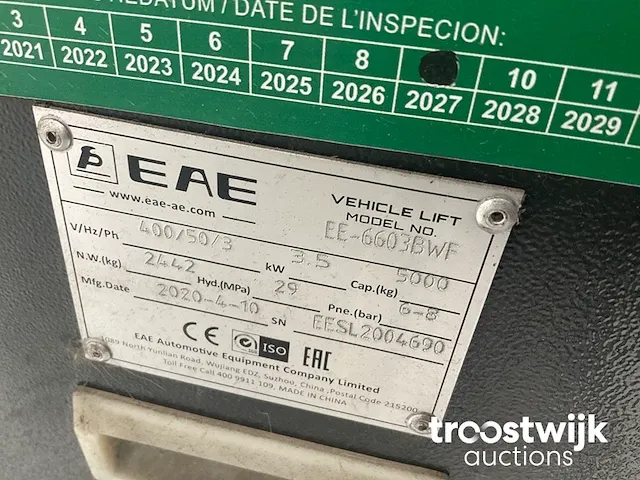 / DATE DE L'INSPECION:
3 4 5 6 7 8 10 11
2021 2022 2023 2024 2025 2026 2027 2028 2029
EAE
www.eae-ae.com
VEHICLE LIFT
MODEL NO. EE-6603BWF
V/Hz/Ph 400/50/3 kW 3.5 Cap.(kg) 5000
N.W.(kg) 2442 Hyd.(MPa) 29 Pne.(bar) 6-8
Mfg.Date 2020-4-10 SN EESL2004690
CE ISO EAC
EAE Automotive Equipment Company Limited
1089 North Yunlian Road, Wujiang EDZ, Suzhou, China ;Postal Code 215200
Toll Free Call 400 9911 109, MADE IN CHINA
troostwijk
auctions